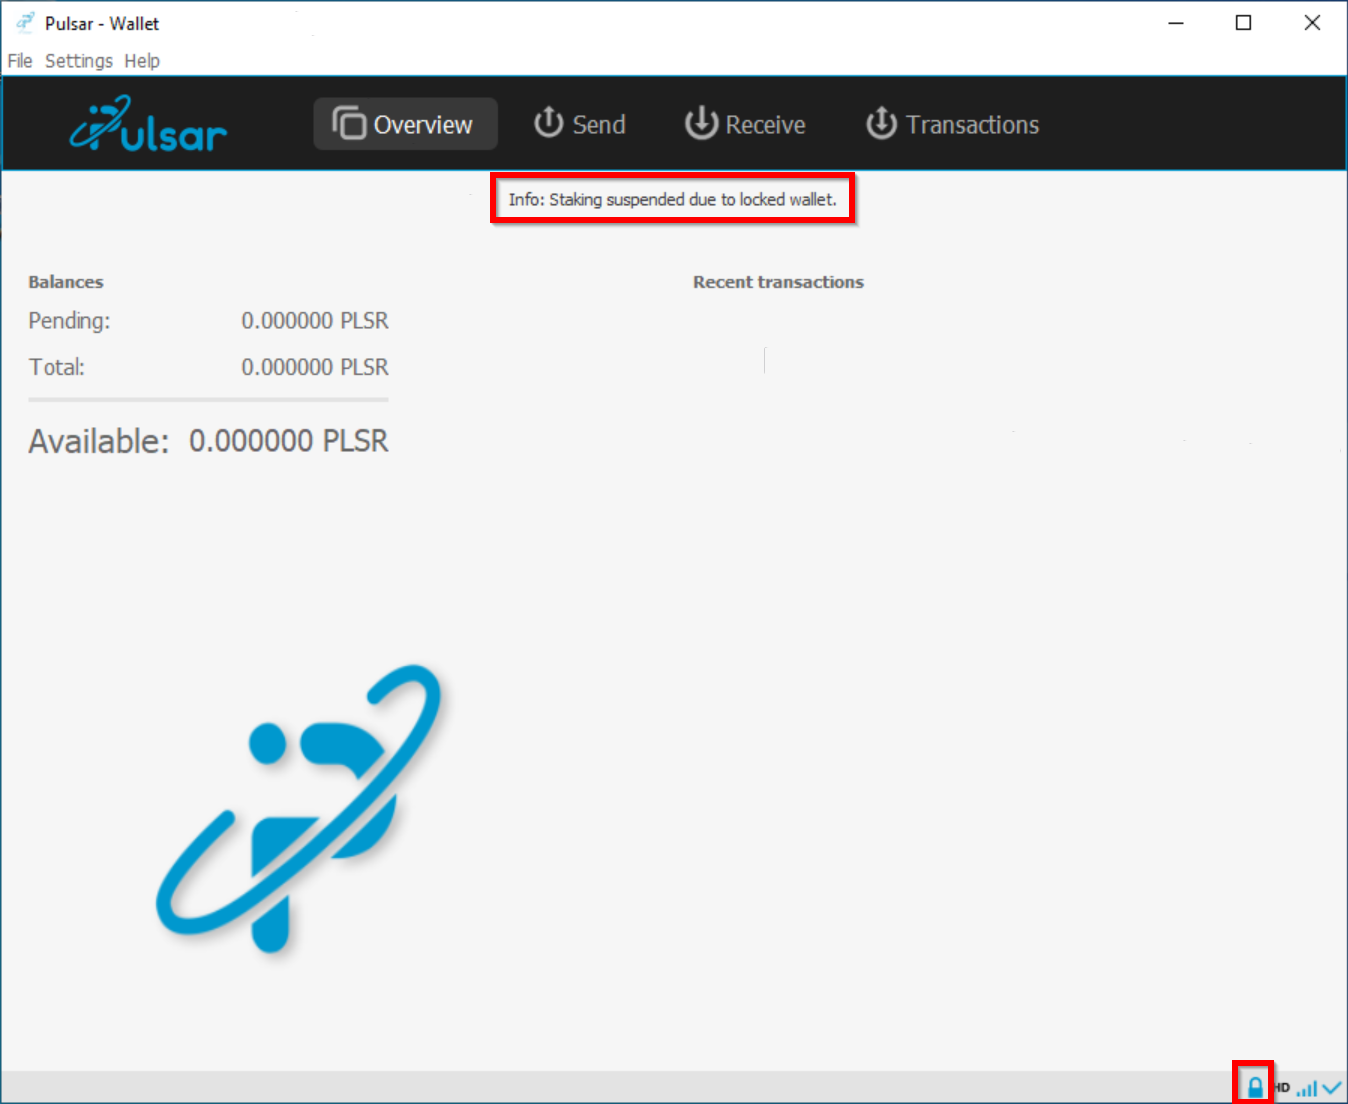 Pulsar - Wallet
File Settings Help
Pulsar
Overview
Send
Receive
Transactions
Info: Staking suspended due to locked wallet.
Balances
Pending: 0.000000 PLSR
Total: 0.000000 PLSR
Available: 0.000000 PLSR
Recent transactions
HD